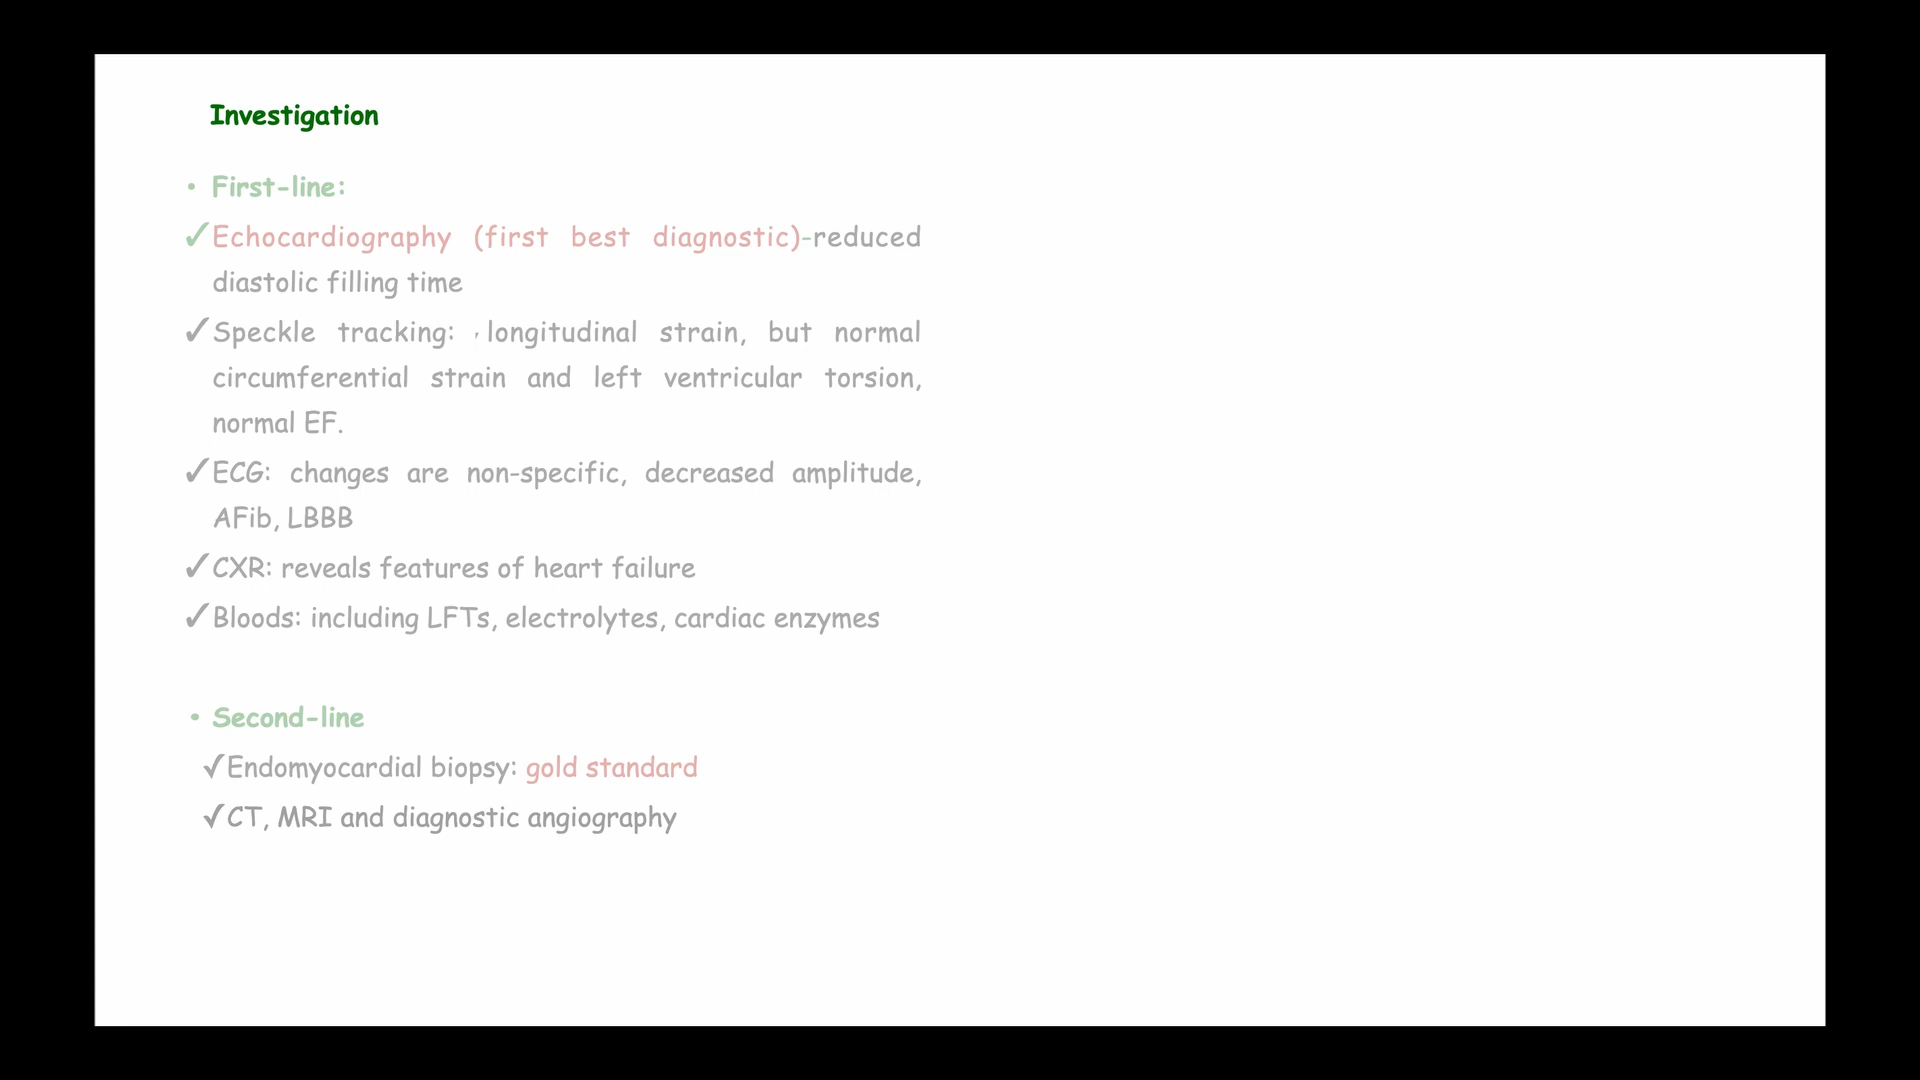 Investigation
• First-line:
✓Echocardiography (first best diagnostic)-reduced
diastolic filling time
✓Speckle tracking: longitudinal strain, but normal
circumferential strain and left ventricular torsion,
normal EF.
✓ECG: changes are non-specific, decreased amplitude,
AFib, LBBB
✓CXR: reveals features of heart failure
✓Bloods: including LFTs, electrolytes, cardiac enzymes
• Second-line
✓Endomyocardial biopsy: gold standard
✓CT, MRI and diagnostic angiography